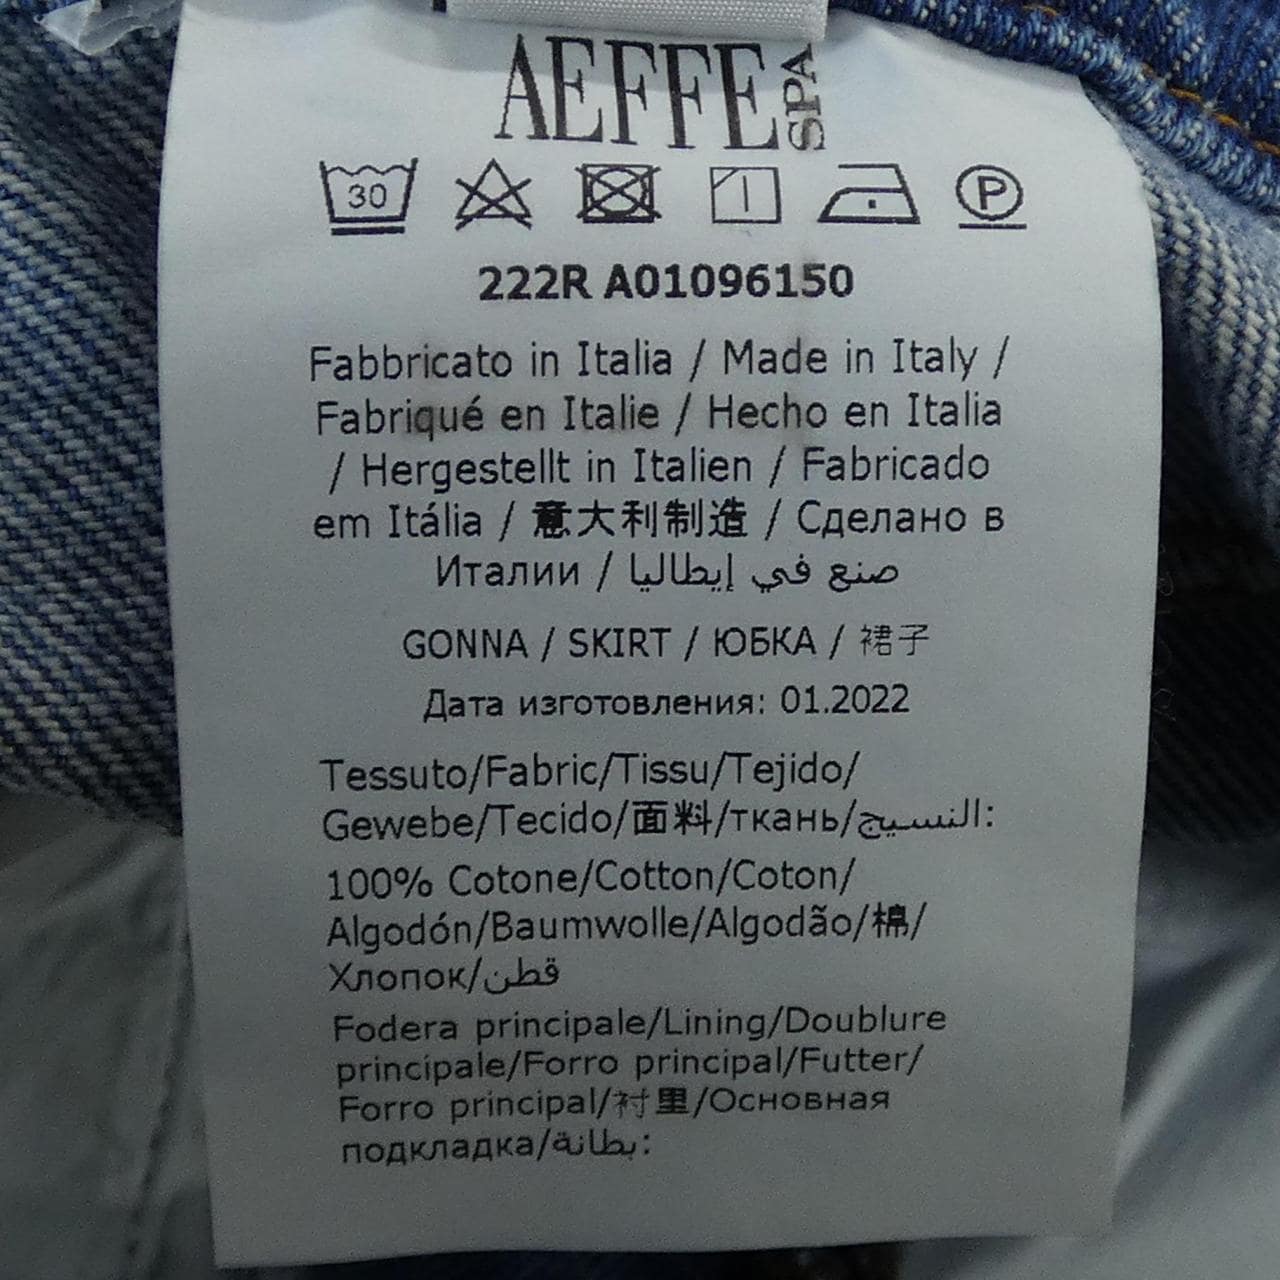 AEFFE SPA
30 P
222R A01096150
Fabbricato in Italia / Made in Italy /
Fabriqué en Italie / Hecho en Italia
/ Hergestellt in Italien / Fabricado
em Itália / 意大利制造 / Сделано в
Италии / صنع في إيطاليا
GONNA / SKIRT / ЮБКА / 裙子
Дата изготовления: 01.2022
Tessuto/Fabric/Tissu/Tejido/
Gewebe/Tecido/面料/ткань/النسيج:
100% Cotone/Cotton/Coton/
Algodón/Baumwolle/Algodão/棉/
Хлопок/قطن
Fodera principale/Lining/Doublure
principale/Forro principal/Futter/
Forro principal/衬里/Основная
подкладка/بطانة: